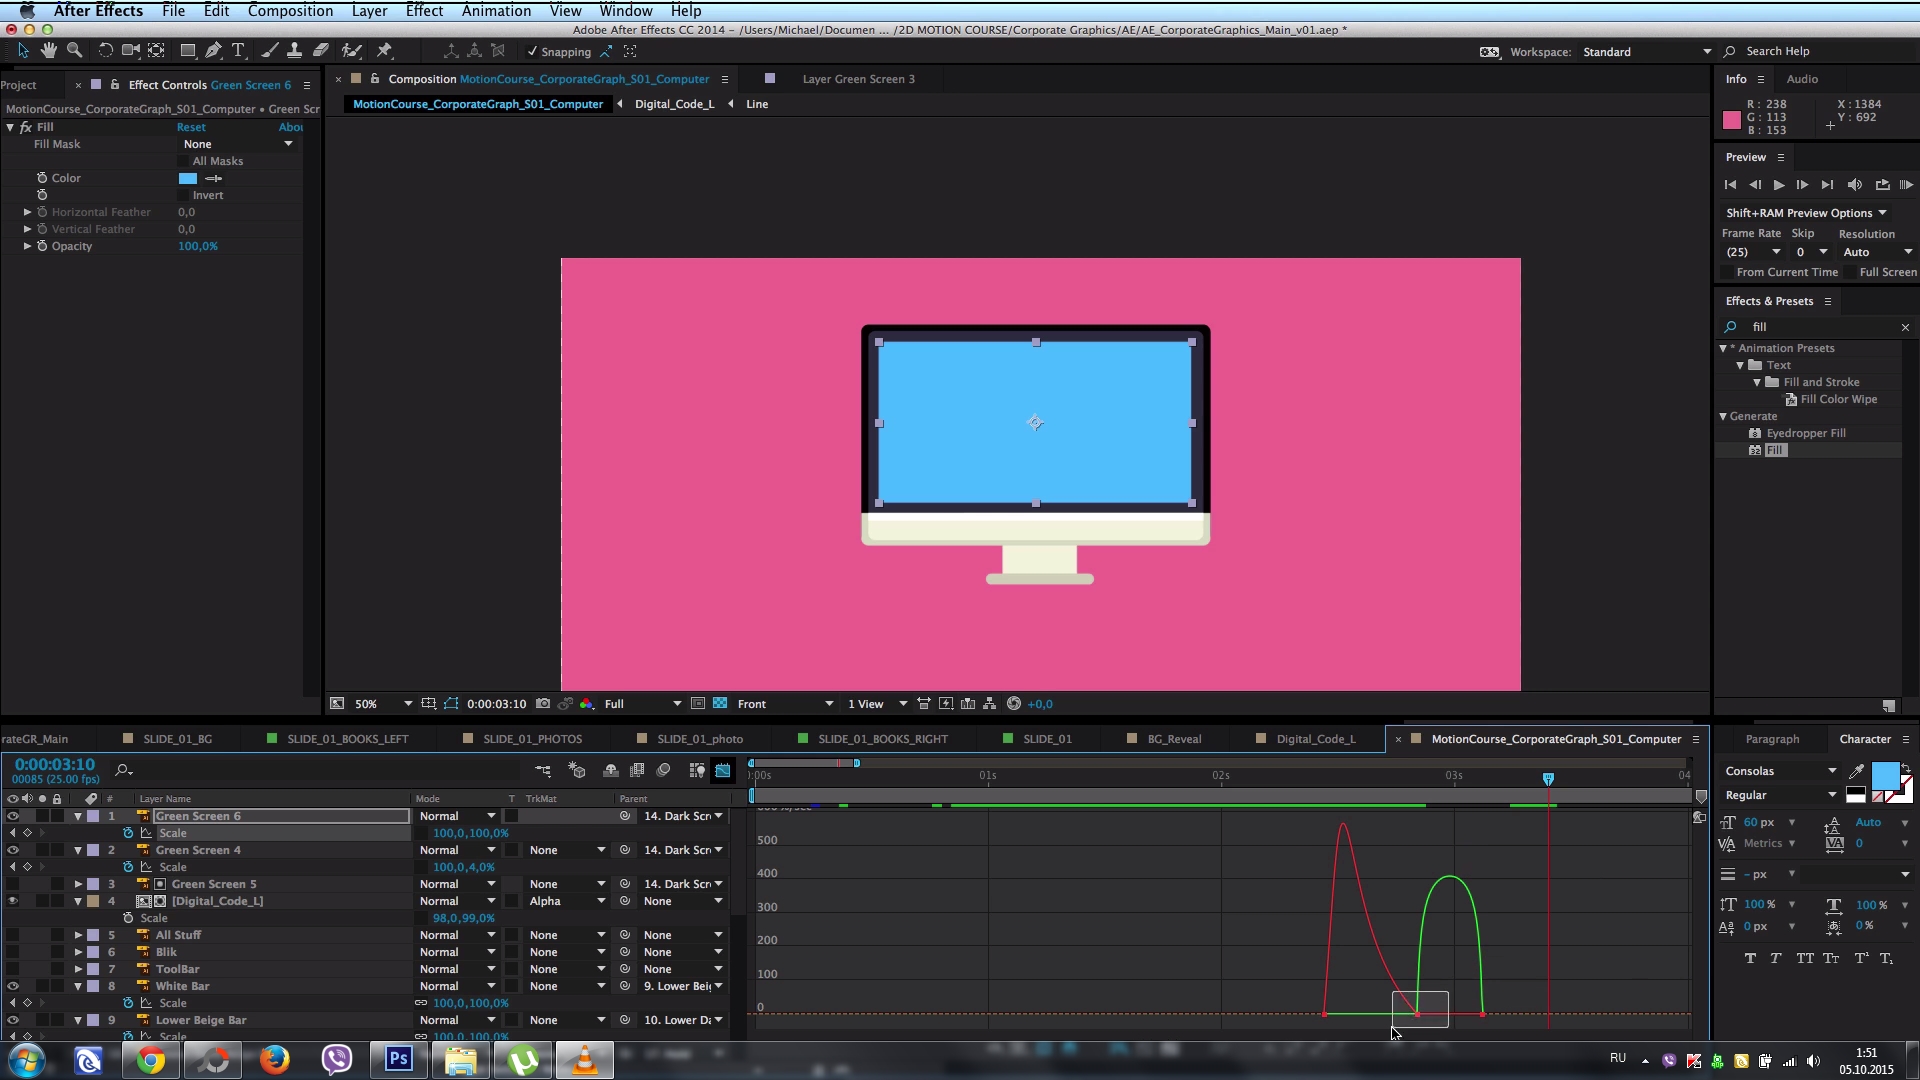 After Effects File Edit Composition Layer Effect Animation View Window Help
Adobe After Effects CC 2014 - /Users/Michael/Documen ... /2D MOTION COURSE/Corporate Graphics/AE/AE_CorporateGraphics_Main_v01.aep *
Snapping Workspace: Standard Search Help
Project Effect Controls Green Screen 6
Composition MotionCourse_CorporateGraph_S01_Computer Layer Green Screen 3
Info Audio
MotionCourse_CorporateGraph_S01_Computer • Green Scr
MotionCourse_CorporateGraph_S01_Computer Digital_Code_L Line
R : 238 X : 1384
G : 113 Y : 692
B : 153
fx Fill Reset Abou
Fill Mask None
All Masks
Color
Invert
Horizontal Feather 0,0
Vertical Feather 0,0
Opacity 100,0%
Preview
Shift+RAM Preview Options
Frame Rate Skip Resolution
(25) 0 Auto
From Current Time Full Screen
Effects & Presets
fill
* Animation Presets
Text
Fill and Stroke
Fill Color Wipe
Generate
Eyedropper Fill
Fill
50% 0:00:03:10 Full Front 1 View +0,0
rateGR_Main SLIDE_01_BG SLIDE_01_BOOKS_LEFT SLIDE_01_PHOTOS SLIDE_01_photo SLIDE_01_BOOKS_RIGHT SLIDE_01 BG_Reveal Digital_Code_L MotionCourse_CorporateGraph_S01_Computer
0:00:03:10
00085 (25.00 fps)
:00s 01s 02s 03s 04
# Layer Name Mode T TrkMat Parent
1 Green Screen 6 Normal 14. Dark Scr
Scale 100,0,100,0%
2 Green Screen 4 Normal None 14. Dark Scr
Scale 100,0,4,0%
3 Green Screen 5 Normal None 14. Dark Scr
4 [Digital_Code_L] Normal Alpha None
Scale 98,0,99,0%
5 All Stuff Normal None None
6 Blik Normal None None
7 ToolBar Normal None None
8 White Bar Normal None 9. Lower Bei
Scale 100,0,100,0%
9 Lower Beige Bar Normal None 10. Lower Da
Scale 100,0,100,0%
500
400
300
200
100
0
Paragraph Character
Consolas
Regular
60 px Auto
Metrics 0
- px
100 % 100 %
0 px 0 %
T T TT Tt T¹ T₁
Ps
RU 1:51
05.10.2015